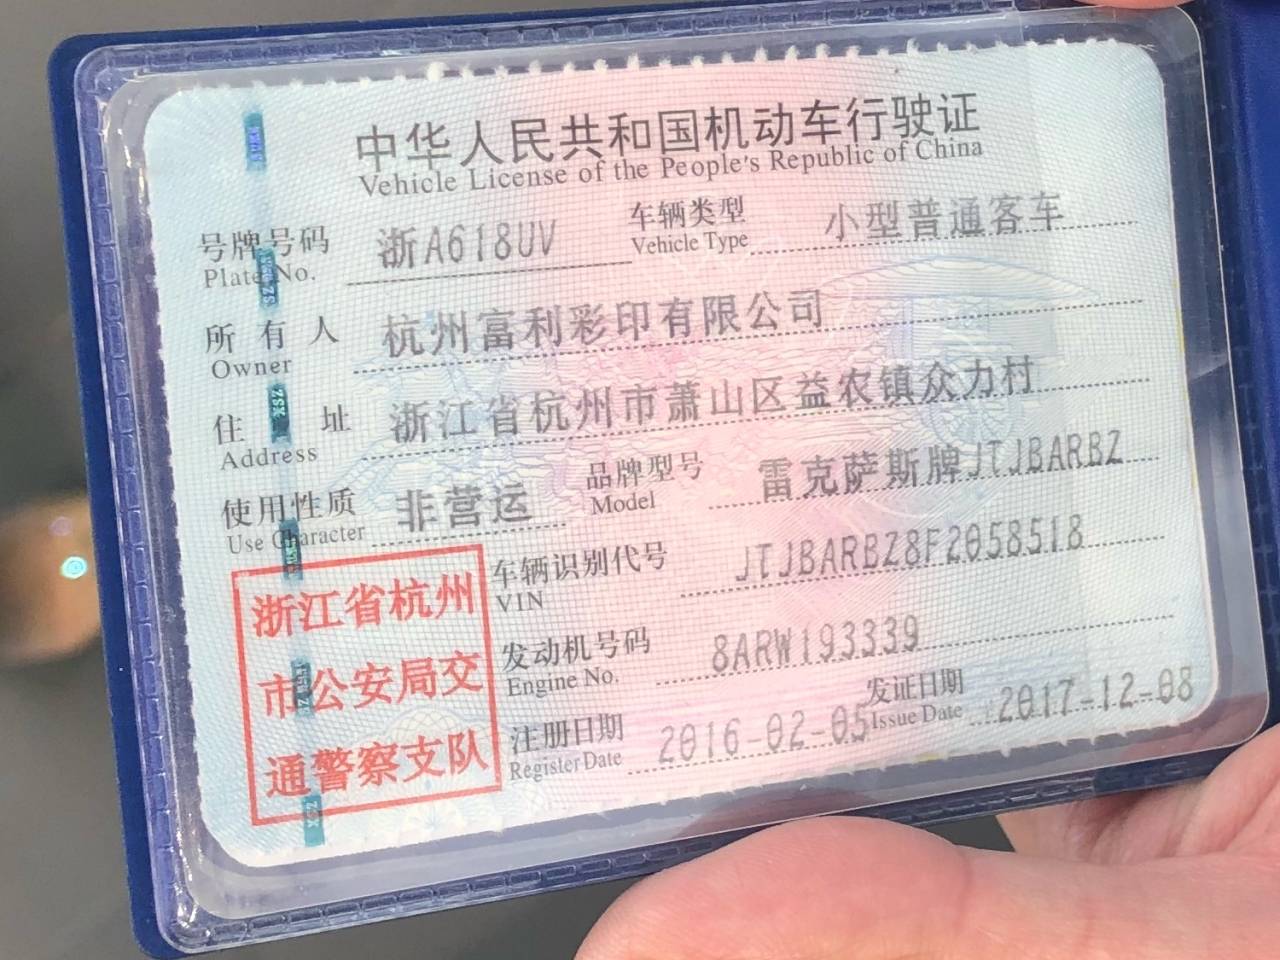 中华人民共和国机动车行驶证
Vehicle License of the People's Republic of China
号牌号码 浙A618UV 车辆类型 小型普通客车
Plate No. Vehicle Type
所有人 杭州富利彩印有限公司
Owner
住 址 浙江省杭州市萧山区益农镇众力村
Address
使用性质 非营运 品牌型号 雷克萨斯牌JTJBARBZ
Use Character Model
浙江省杭州
市公安局交
通警察支队
车辆识别代号 JTJBARBZ8F2058518
VIN
发动机号码 8ARW193339
Engine No.
注册日期 2016-02-05 发证日期 2017-12-08
Register Date Issue Date